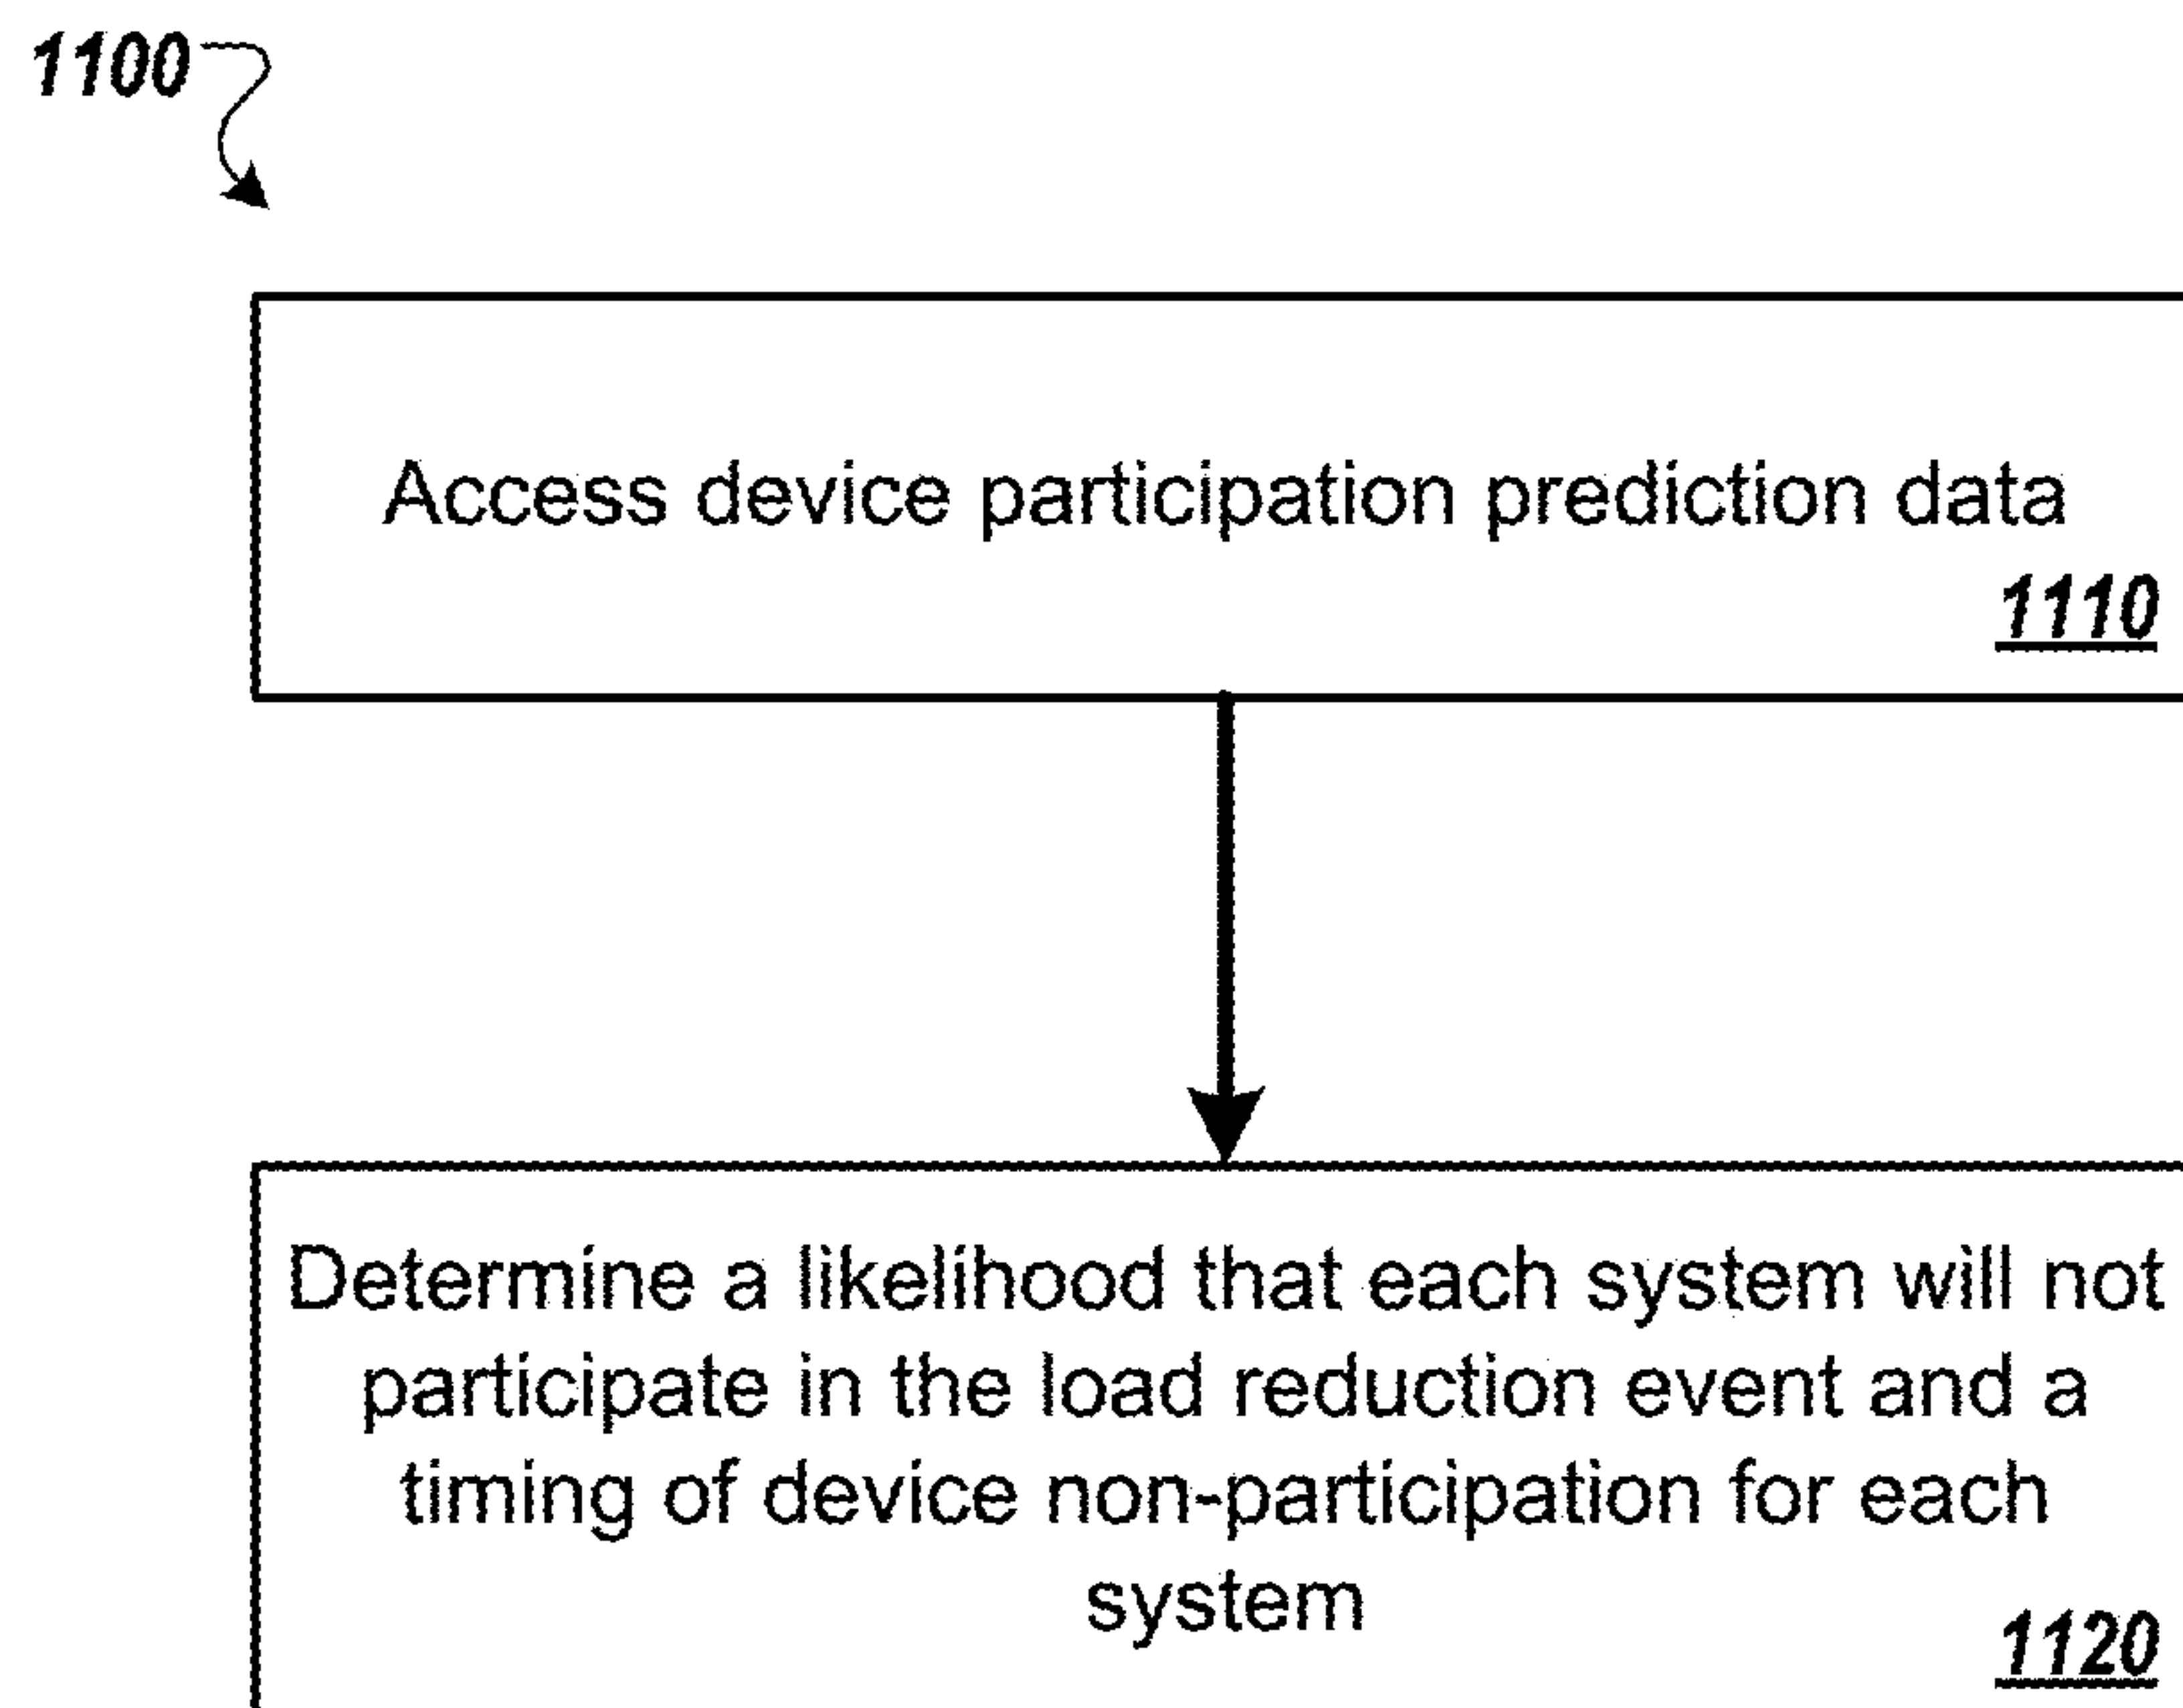 1100
Access device participation prediction data
1110
Determine a likelihood that each system will not
participate in the load reduction event and a
timing of device non-participation for each
system
1120